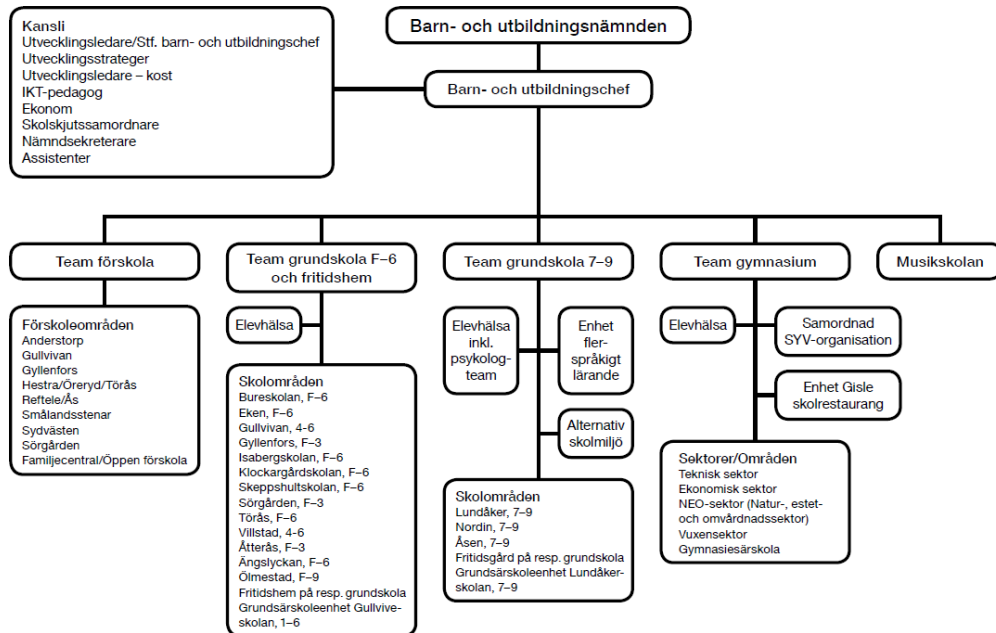 Kansli
Utvecklingsledare/Stf. barn- och utbildningschef
Utvecklingsstrateger
Utvecklingsledare – kost
IKT-pedagog
Ekonom
Skolskjutssamordnare
Nämndsekreterare
Assistenter
Barn- och utbildningsnämnden
Barn- och utbildningschef
Team förskola
Förskoleområden
Anderstorp
Gullvivan
Gyllenfors
Hestra/Öreryd/Törås
Reftele/Ås
Smålandsstenar
Sydvästen
Sörgården
Familjecentral/Öppen förskola
Team grundskola F–6
och fritidshem
Elevhälsa
Skolområden
Bureskolan, F–6
Eken, F–6
Gullvivan, 4-6
Gyllenfors, F–3
Isabergskolan, F–6
Klockargårdskolan, F–6
Skeppshultskolan, F–6
Sörgården, F–3
Törås, F–6
Villstad, 4-6
Åtterås, F–3
Ängslyckan, F–6
Ölmestad, F–9
Fritidshem på resp. grundskola
Grundsärskoleenhet Gullvive-
skolan, 1–6
Team grundskola 7–9
Elevhälsa
inkl.
psykolog-
team
Enhet
fler-
språkigt
lärande
Alternativ
skolmiljö
Skolområden
Lundåker, 7–9
Nordin, 7–9
Åsen, 7–9
Fritidsgård på resp. grundskola
Grundsärskoleenhet Lundåker-
skolan, 7–9
Team gymnasium
Elevhälsa
Samordnad
SYV-organisation
Enhet Gisle
skolrestaurang
Sektorer/Områden
Teknisk sektor
Ekonomisk sektor
NEO-sektor (Natur-, estet-
och omvårdnadssektor)
Vuxensektor
Gymnasiesärskola
Musikskolan